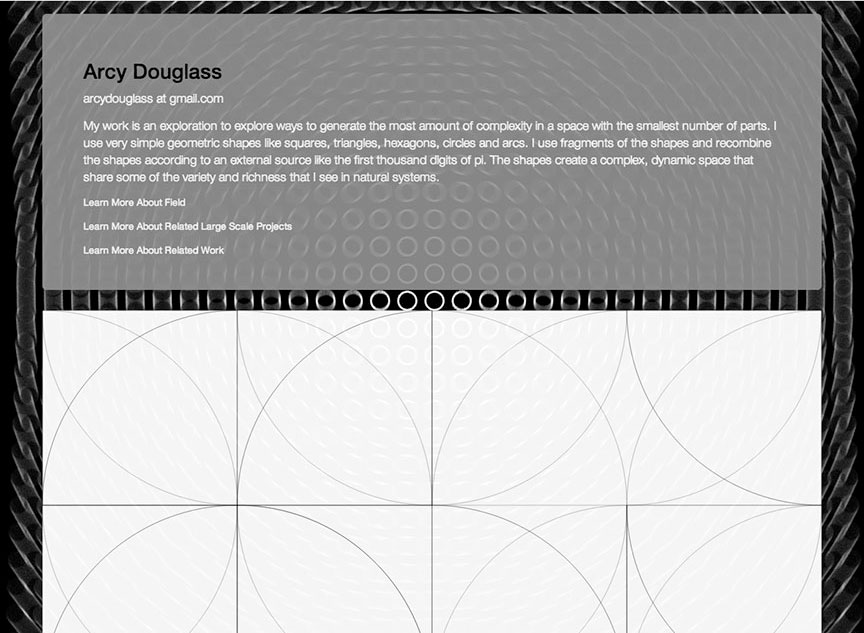 Arcy Douglass
arcydouglass at gmail.com
My work is an exploration to explore ways to generate the most amount of complexity in a space with the smallest number of parts. I
use very simple geometric shapes like squares, triangles, hexagons, circles and arcs. I use fragments of the shapes and recombine
the shapes according to an external source like the first thousand digits of pi. The shapes create a complex, dynamic space that
share some of the variety and richness that I see in natural systems.
Learn More About Field
Learn More About Related Large Scale Projects
Learn More About Related Work